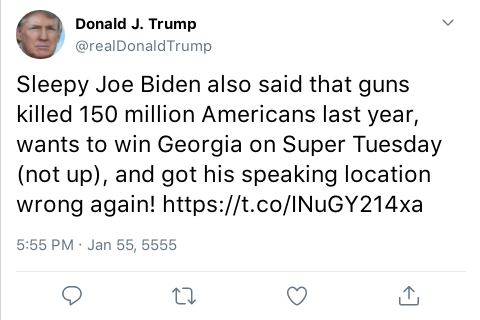 Donald J. Trump
@realDonaldTrump
Sleepy Joe Biden also said that guns
killed 150 million Americans last year,
wants to win Georgia on Super Tuesday
(not up), and got his speaking location
wrong again! https://t.co/INuGY214xa
5:55 PM · Jan 55, 5555